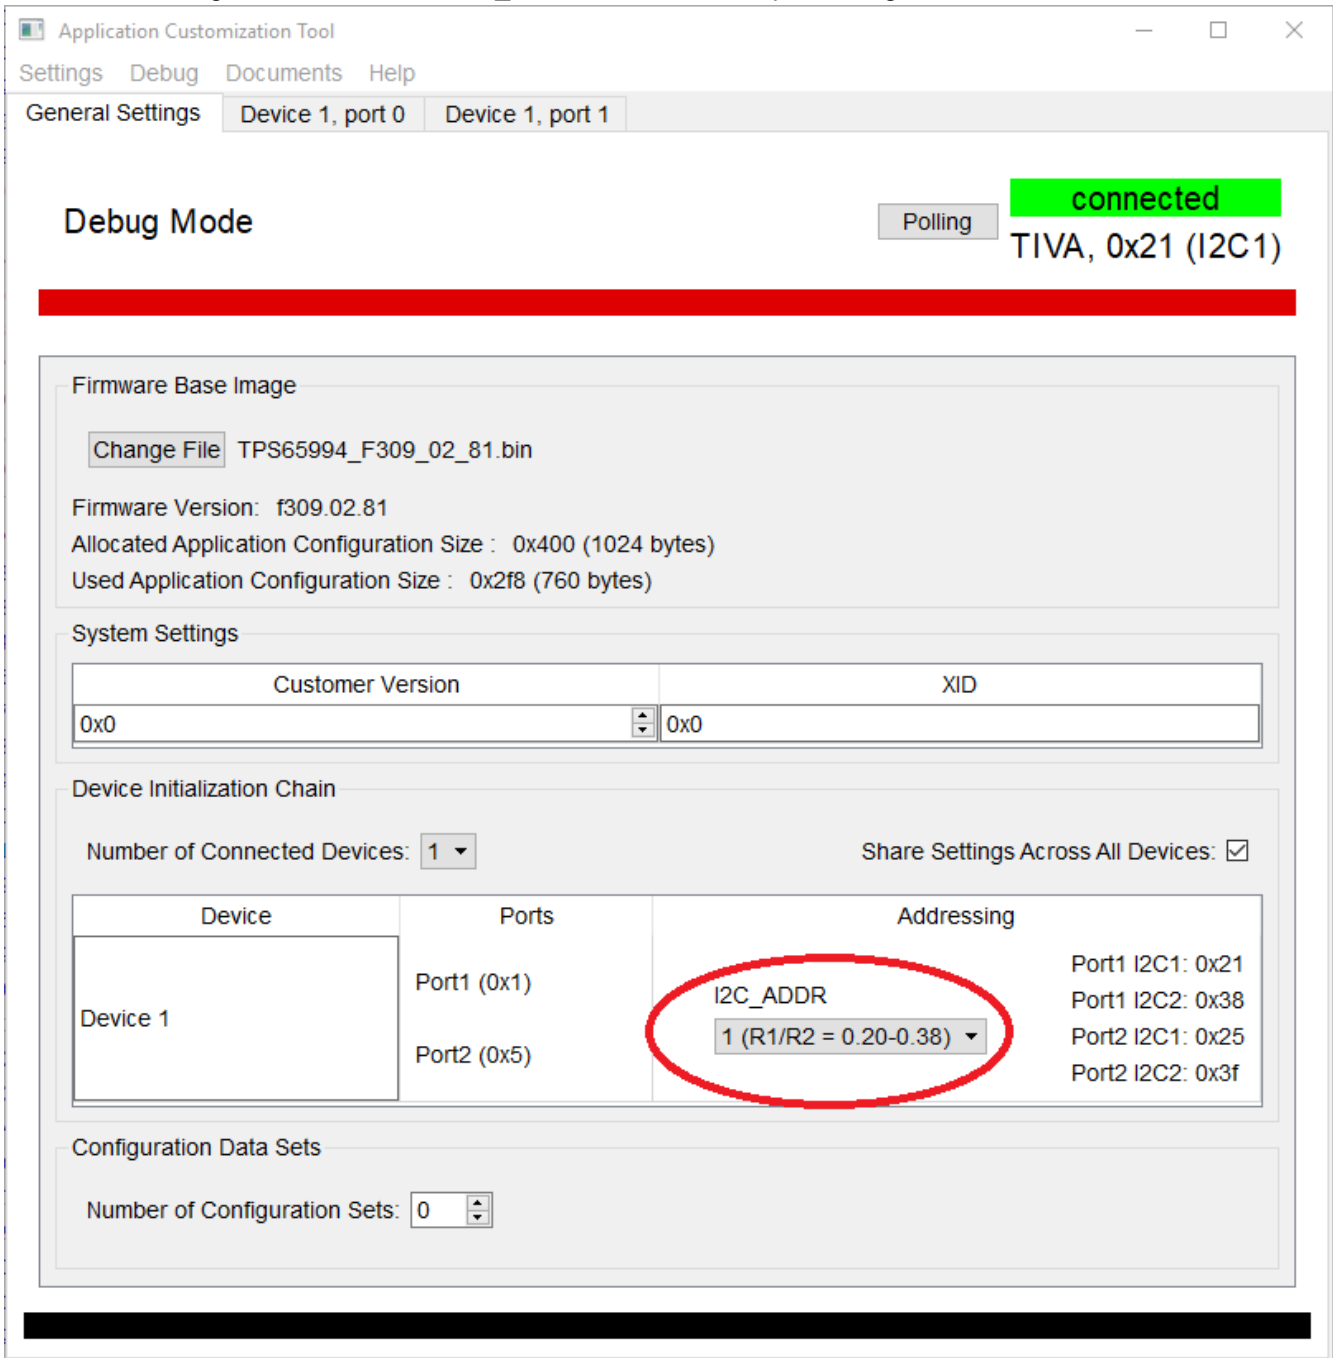 Application Customization Tool
Settings Debug Documents Help
General Settings Device 1, port 0 Device 1, port 1
Debug Mode
Polling
connected
TIVA, 0x21 (I2C1)
Firmware Base Image
Change File TPS65994_F309_02_81.bin
Firmware Version: f309.02.81
Allocated Application Configuration Size : 0x400 (1024 bytes)
Used Application Configuration Size : 0x2f8 (760 bytes)
System Settings
Customer Version XID
0x0 0x0
Device Initialization Chain
Number of Connected Devices: 1 Share Settings Across All Devices:
Device Ports Addressing
Device 1
Port1 (0x1)
Port2 (0x5)
I2C_ADDR
1 (R1/R2 = 0.20-0.38)
Port1 I2C1: 0x21
Port1 I2C2: 0x38
Port2 I2C1: 0x25
Port2 I2C2: 0x3f
Configuration Data Sets
Number of Configuration Sets: 0